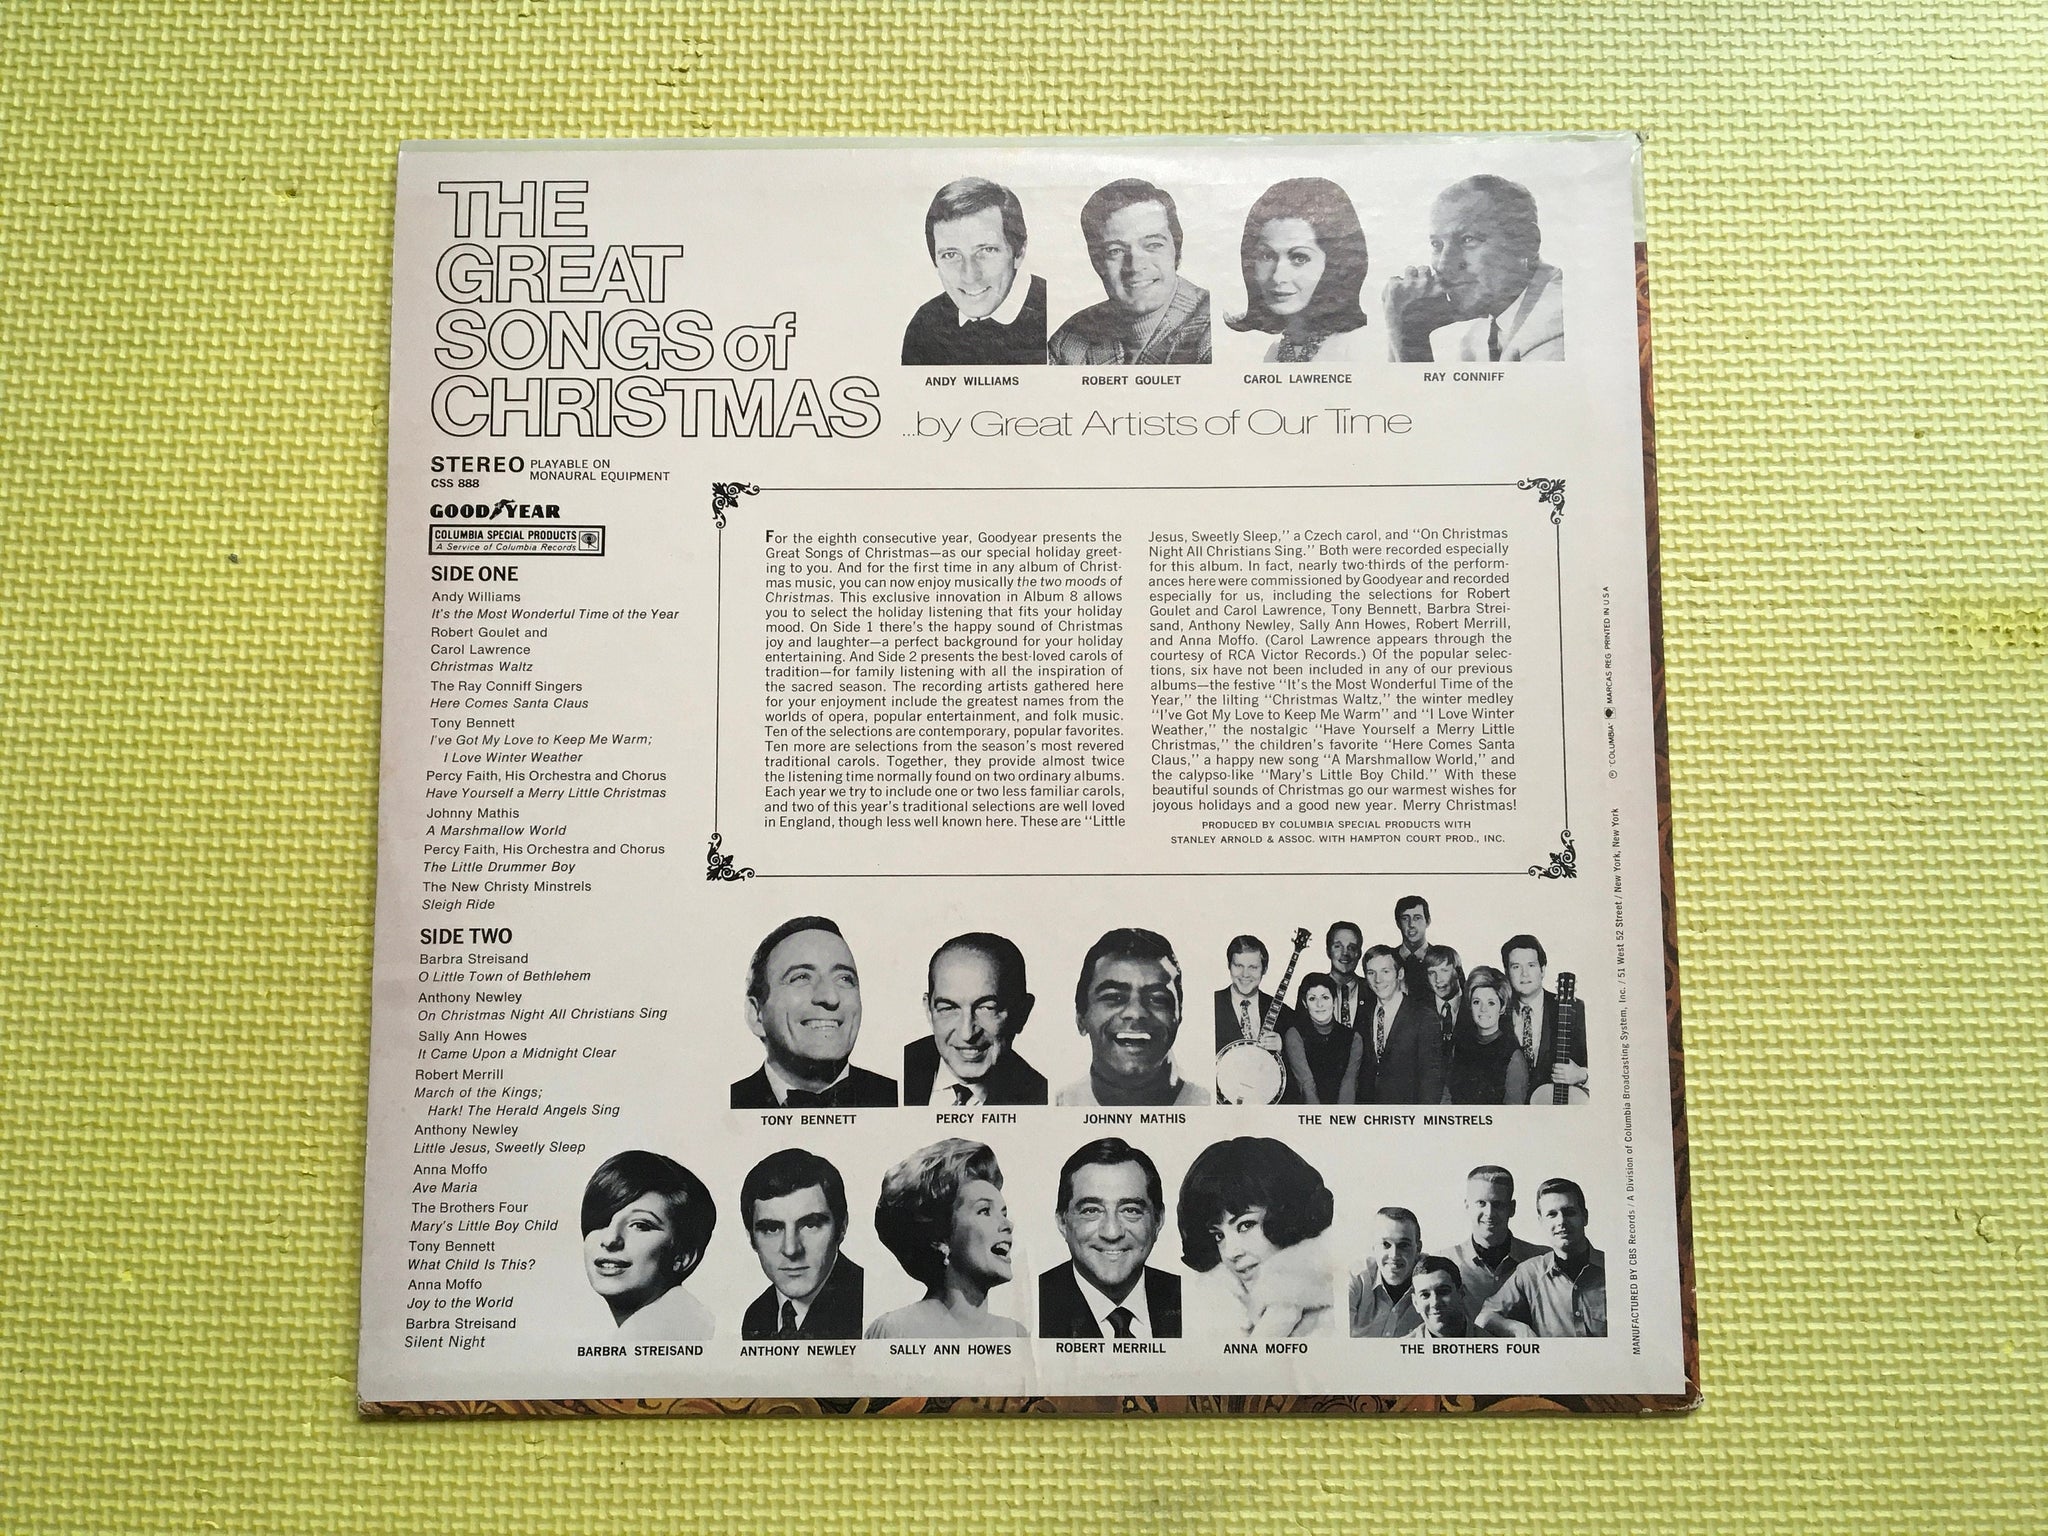 THE
GREAT
SONGS of
CHRISTMAS
ANDY WILLIAMS
ROBERT GOULET
CAROL LAWRENCE
RAY CONNIFF
...by Great Artists of Our Time
STEREO PLAYABLE ON
MONAURAL EQUIPMENT
CSS 888
GOODYEAR
COLUMBIA SPECIAL PRODUCTS
A Service of Columbia Records
SIDE ONE
Andy Williams
It's the Most Wonderful Time of the Year
Robert Goulet and
Carol Lawrence
Christmas Waltz
The Ray Conniff Singers
Here Comes Santa Claus
Tony Bennett
I've Got My Love to Keep Me Warm;
I Love Winter Weather
Percy Faith, His Orchestra and Chorus
Have Yourself a Merry Little Christmas
Johnny Mathis
A Marshmallow World
Percy Faith, His Orchestra and Chorus
The Little Drummer Boy
The New Christy Minstrels
Sleigh Ride
SIDE TWO
Barbra Streisand
O Little Town of Bethlehem
Anthony Newley
On Christmas Night All Christians Sing
Sally Ann Howes
It Came Upon a Midnight Clear
Robert Merrill
March of the Kings;
Hark! The Herald Angels Sing
Anthony Newley
Little Jesus, Sweetly Sleep
Anna Moffo
Ave Maria
The Brothers Four
Mary's Little Boy Child
Tony Bennett
What Child Is This?
Anna Moffo
Joy to the World
Barbra Streisand
Silent Night
For the eighth consecutive year, Goodyear presents the
Great Songs of Christmas—as our special holiday greet-
ing to you. And for the first time in any album of Christ-
mas music, you can now enjoy musically the two moods of
Christmas. This exclusive innovation in Album 8 allows
you to select the holiday listening that fits your holiday
mood. On Side 1 there's the happy sound of Christmas
joy and laughter—a perfect background for your holiday
entertaining. And Side 2 presents the best-loved carols of
tradition—for family listening with all the inspiration of
the sacred season. The recording artists gathered here
for your enjoyment include the greatest names from the
worlds of opera, popular entertainment, and folk music.
Ten of the selections are contemporary, popular favorites.
Ten more are selections from the season's most revered
traditional carols. Together, they provide almost twice
the listening time normally found on two ordinary albums.
Each year we try to include one or two less familiar carols,
and two of this year's traditional selections are well loved
in England, though less well known here. These are "Little
Jesus, Sweetly Sleep," a Czech carol, and "On Christmas
Night All Christians Sing." Both were recorded especially
for this album. In fact, nearly two-thirds of the perform-
ances here were commissioned by Goodyear and recorded
especially for us, including the selections for Robert
Goulet and Carol Lawrence, Tony Bennett, Barbra Strei-
sand, Anthony Newley, Sally Ann Howes, Robert Merrill,
and Anna Moffo. (Carol Lawrence appears through the
courtesy of RCA Victor Records.) Of the popular selec-
tions, six have not been included in any of our previous
albums—the festive "It's the Most Wonderful Time of the
Year," the lilting "Christmas Waltz," the winter medley
"I've Got My Love to Keep Me Warm" and "I Love Winter
Weather," the nostalgic "Have Yourself a Merry Little
Christmas," the children's favorite "Here Comes Santa
Claus," a happy new song "A Marshmallow World," and
the calypso-like "Mary's Little Boy Child." With these
beautiful sounds of Christmas go our warmest wishes for
joyous holidays and a good new year. Merry Christmas!
PRODUCED BY COLUMBIA SPECIAL PRODUCTS WITH
STANLEY ARNOLD & ASSOC. WITH HAMPTON COURT PROD., INC.
TONY BENNETT
PERCY FAITH
JOHNNY MATHIS
THE NEW CHRISTY MINSTRELS
BARBRA STREISAND
ANTHONY NEWLEY
SALLY ANN HOWES
ROBERT MERRILL
ANNA MOFFO
THE BROTHERS FOUR
℗ "COLUMBIA" MARCAS REG. PRINTED IN U S A
MANUFACTURED BY CBS Records / A Division of Columbia Broadcasting System, Inc. / 51 West 52 Street / New York, New York